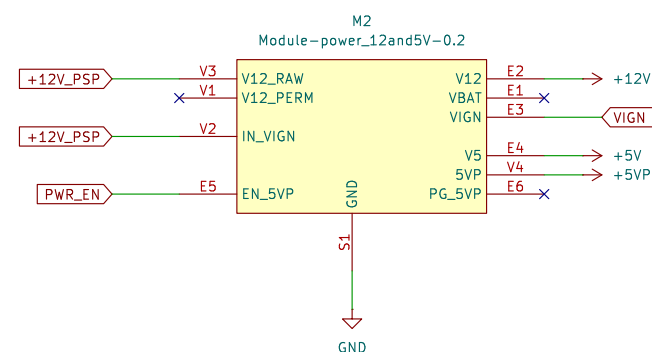 M2
Module-power_12and5V-0.2
+12V_PSP V3 V12_RAW V12 E2 +12V
V1 V12_PERM VBAT E1
VIGN E3 VIGN
+12V_PSP V2 IN_VIGN
V5 E4 +5V
5VP V4 +5VP
PWR_EN E5 EN_5VP PG_5VP E6
GND
S1
GND